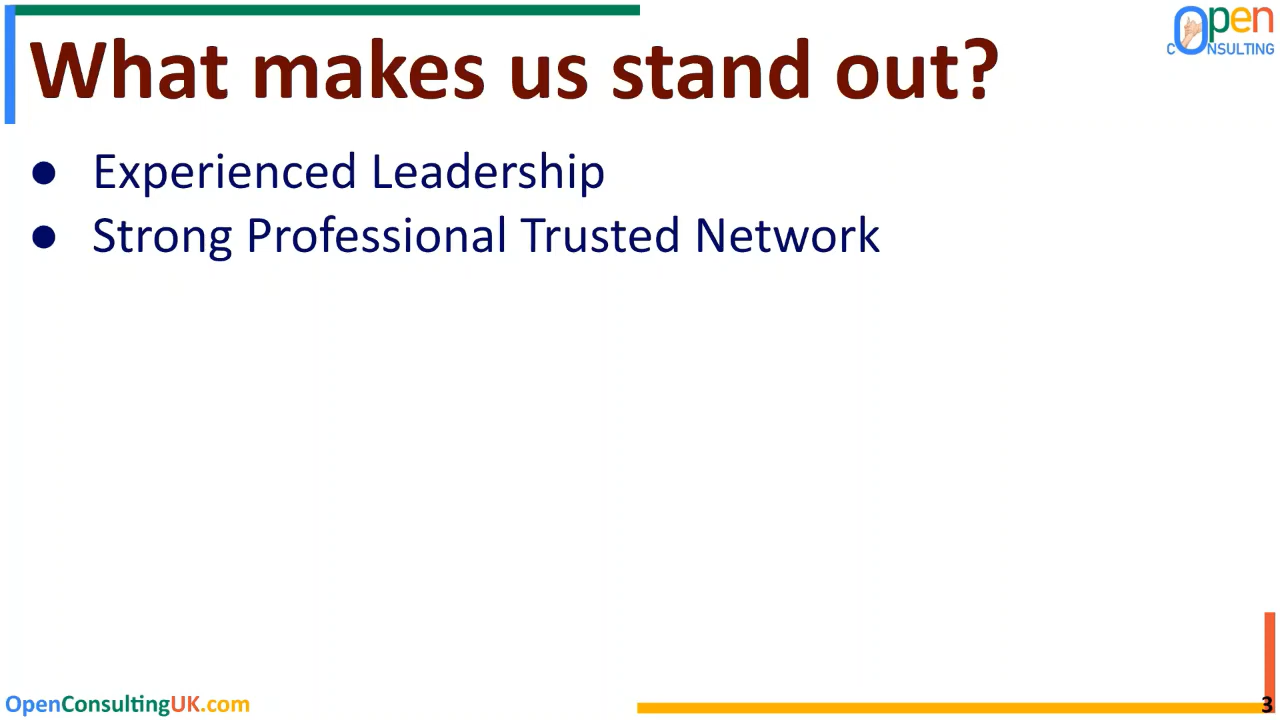 Open
CONSULTING
What makes us stand out?
● Experienced Leadership
● Strong Professional Trusted Network
OpenConsultingUK.com
3